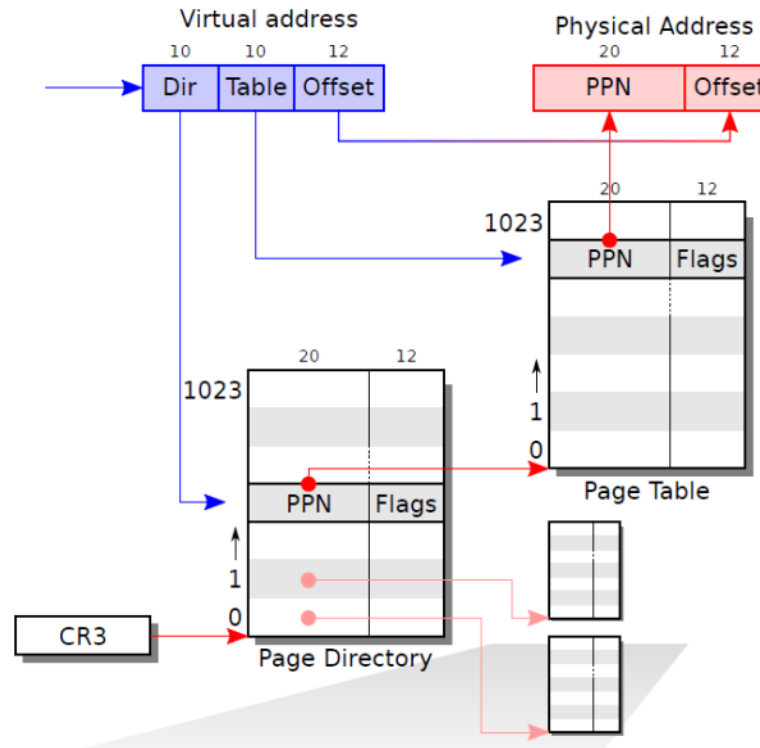 Virtual address
10 10 12
Dir Table Offset
Physical Address
20 12
PPN Offset
20 12
1023
PPN Flags
1
0
Page Table
20 12
1023
PPN Flags
1
0
Page Directory
CR3